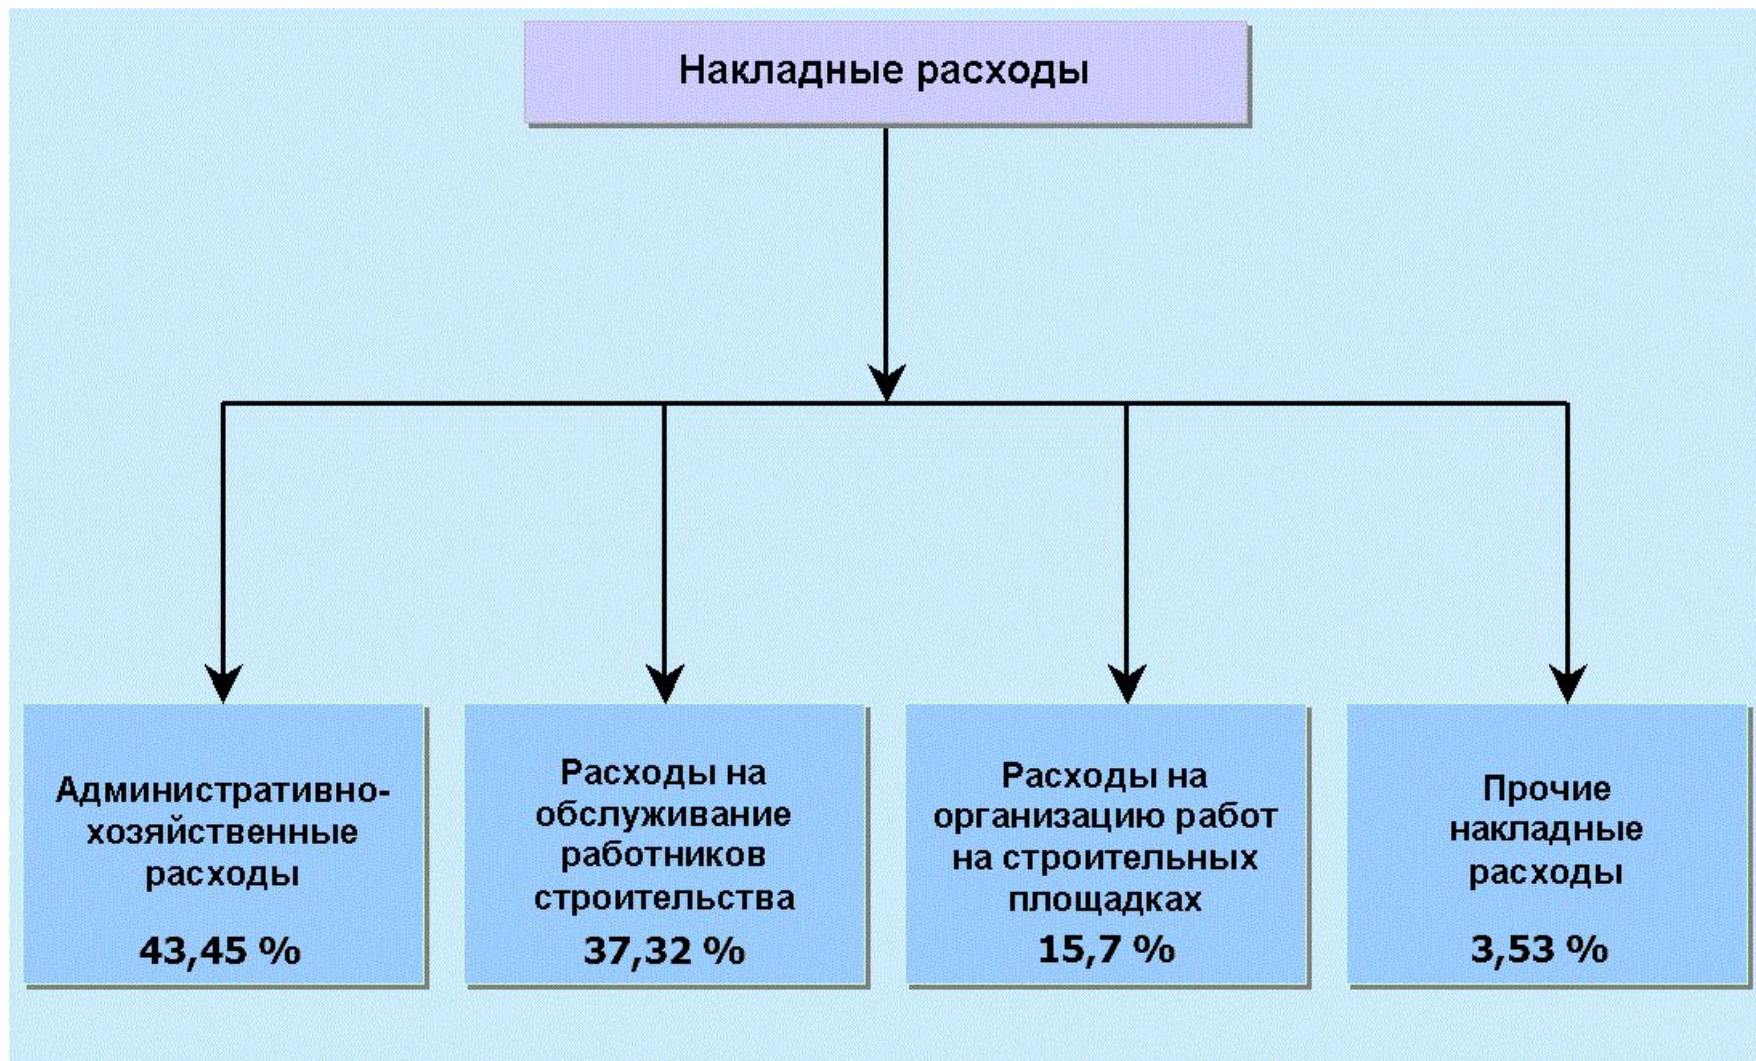 Накладные расходы
Административно-
хозяйственные
расходы
43,45 %
Расходы на
обслуживание
работников
строительства
37,32 %
Расходы на
организацию работ
на строительных
площадках
15,7 %
Прочие
накладные
расходы
3,53 %